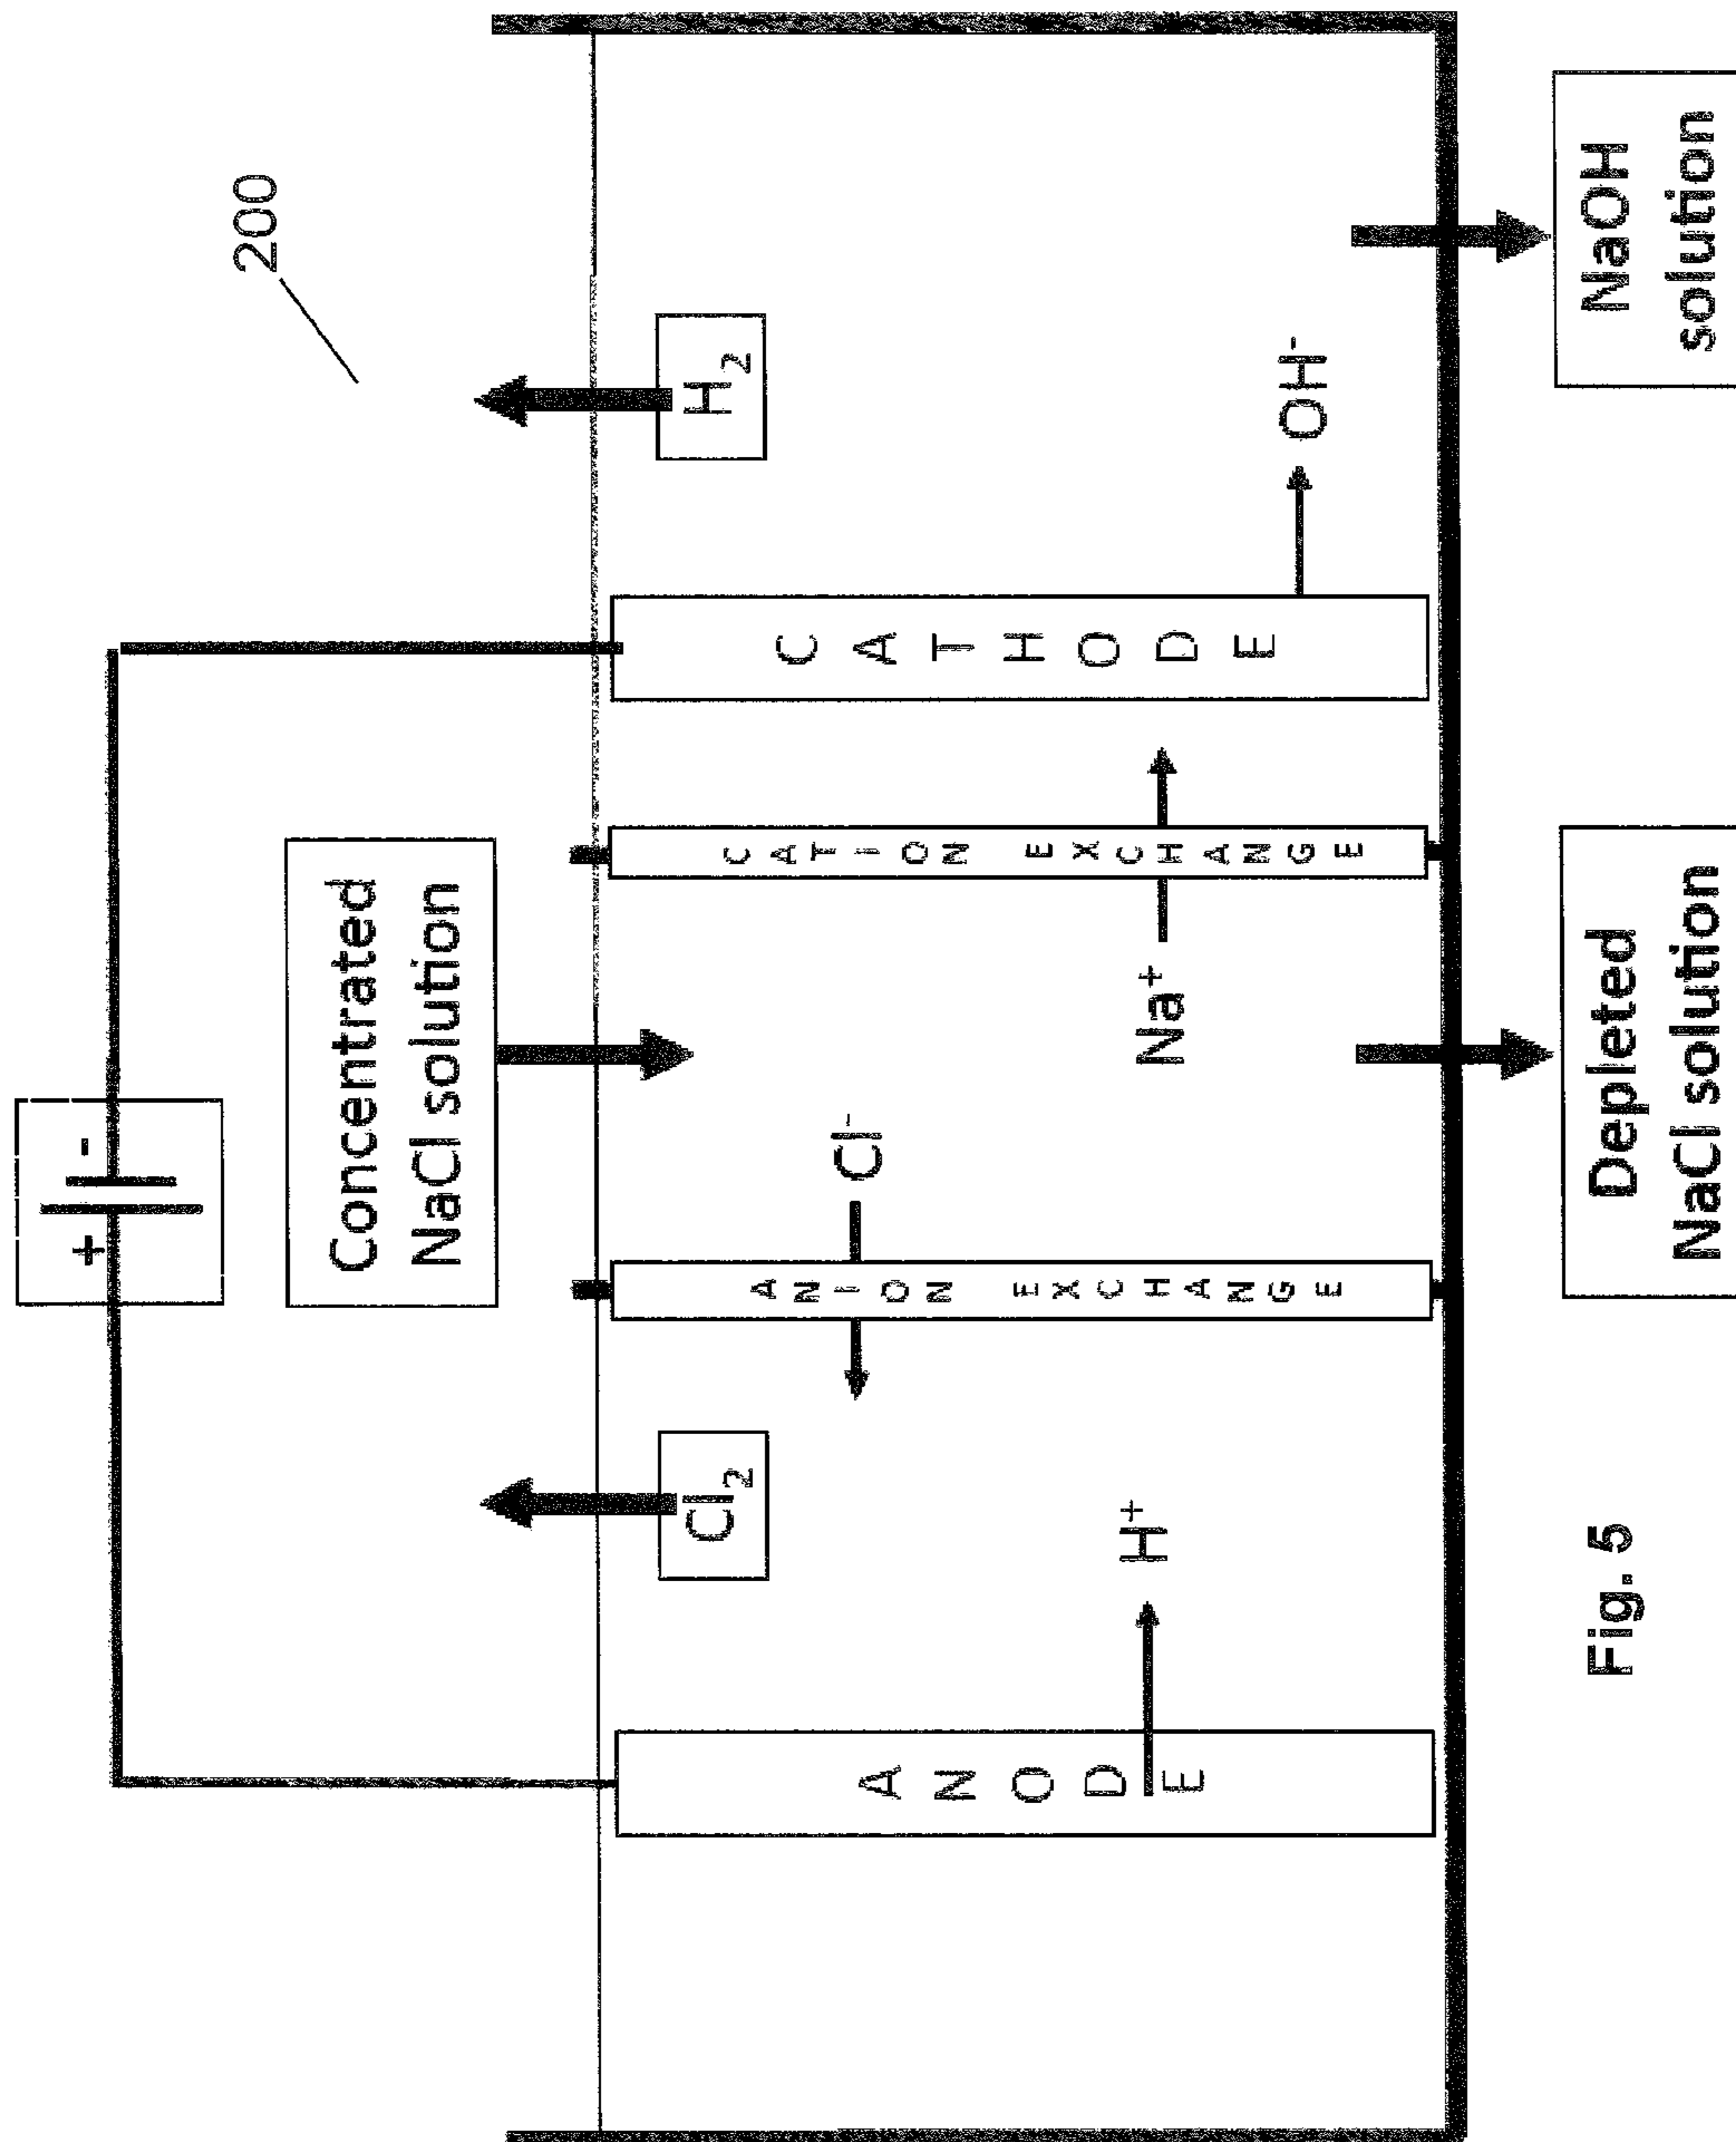 200
+ -
Concentrated
NaCl solution
Cl₂
H₂
ANODE
ANION EXCHANGE
CATION EXCHANGE
CATHODE
Cl⁻
H⁺
Na⁺
OH⁻
Depleted
NaCl solution
NaOH
solution
Fig. 5